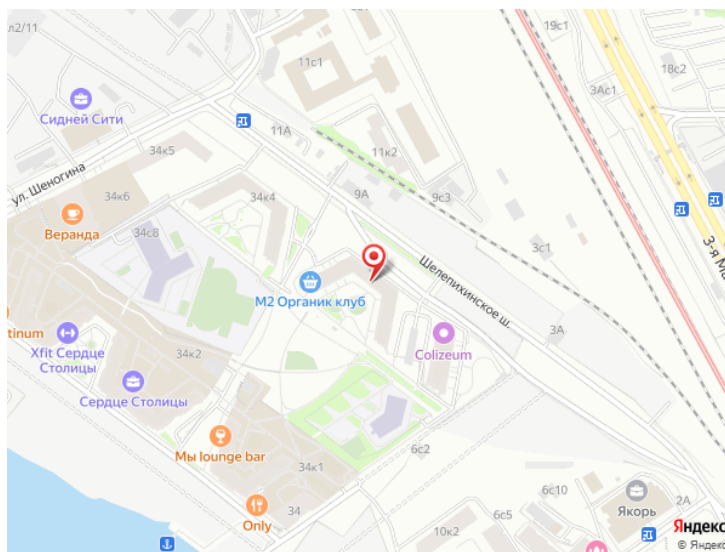 л2/11
19с1
11с1
18с2
3Ас1
Сидней Сити
11А
34к5
11к2
ул. Шеногина
34к6
34к4
9А
9с3
Веранда
34с8
3с1
3-я Ма
Шелепихинское ш.
М2 Органик клуб
3А
tinum
Xfit Сердце
Столицы
34к2
Colizeum
Сердце Столицы
Мы lounge bar
6с2
34к1
6с10
Якорь
2А
34
Only
6с5
10к2
Яндекс
© Яндекс